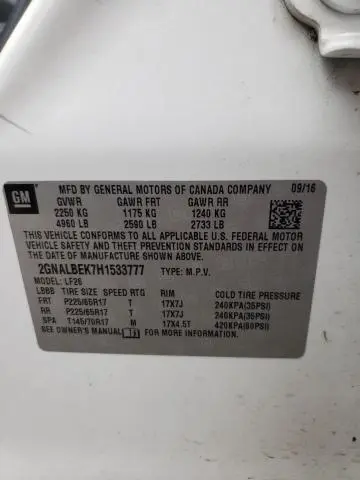 GM
MFD BY GENERAL MOTORS OF CANADA COMPANY 09/16
GVWR GAWR FRT GAWR RR
2250 KG 1175 KG 1240 KG
4960 LB 2590 LB 2733 LB
THIS VEHICLE CONFORMS TO ALL APPLICABLE U.S. FEDERAL MOTOR
VEHICLE SAFETY AND THEFT PREVENTION STANDARDS IN EFFECT ON THE
DATE OF MANUFACTURE SHOWN ABOVE.
2GNALBEK7H1533777 TYPE: M.P.V.
MODEL: LF26
LBBB TIRE SIZE SPEED RTG RIM COLD TIRE PRESSURE
FRT P225/65R17 T 17X7J 240KPA(35PSI)
RR P225/65R17 T 17X7J 240KPA(35PSI)
SPA T145/70R17 M 17X4.5T 420KPA(60PSI)
SEE OWNER'S MANUAL FOR MORE INFORMATION.